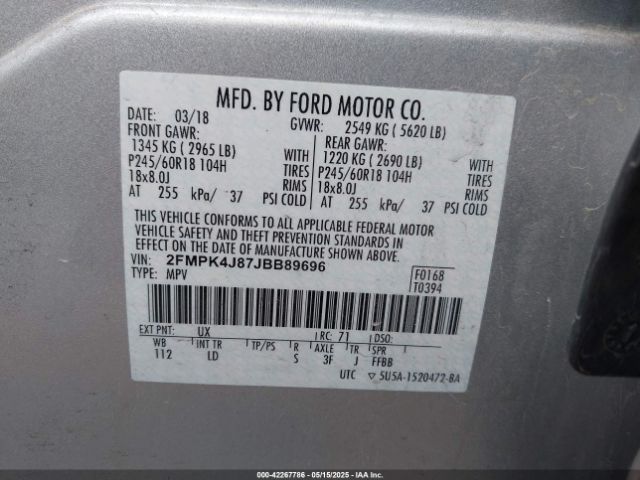 MFD. BY FORD MOTOR CO.
DATE: 03/18 GVWR: 2549 KG ( 5620 LB)
FRONT GAWR: REAR GAWR:
1345 KG ( 2965 LB) WITH 1220 KG ( 2690 LB) WITH
P245/60R18 104H TIRES P245/60R18 104H TIRES
18x8.0J RIMS 18x8.0J RIMS
AT 255 kPa/ 37 PSI COLD AT 255 kPa/ 37 PSI COLD
THIS VEHICLE CONFORMS TO ALL APPLICABLE FEDERAL MOTOR
VEHICLE SAFETY AND THEFT PREVENTION STANDARDS IN
EFFECT ON THE DATE OF MANUFACTURE SHOWN ABOVE.
VIN: 2FMPK4J87JBB89696 F0168
TYPE: MPV T0394
EXT PNT: UX RC: 71 DSO:
WB INT TR TP/PS R AXLE TR SPR
112 LD S 3F J FFBB
UTC ▽ 5U5A-1520472-BA
000-42267786 - 05/15/2025 - IAA Inc.